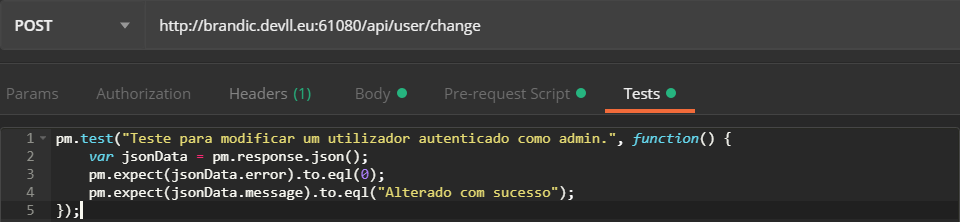 POST http://brandic.devll.eu:61080/api/user/change
Params Authorization Headers (1) Body Pre-request Script Tests
1 pm.test("Teste para modificar um utilizador autenticado como admin.", function() {
2 var jsonData = pm.response.json();
3 pm.expect(jsonData.error).to.eql(0);
4 pm.expect(jsonData.message).to.eql("Alterado com sucesso");
5 });